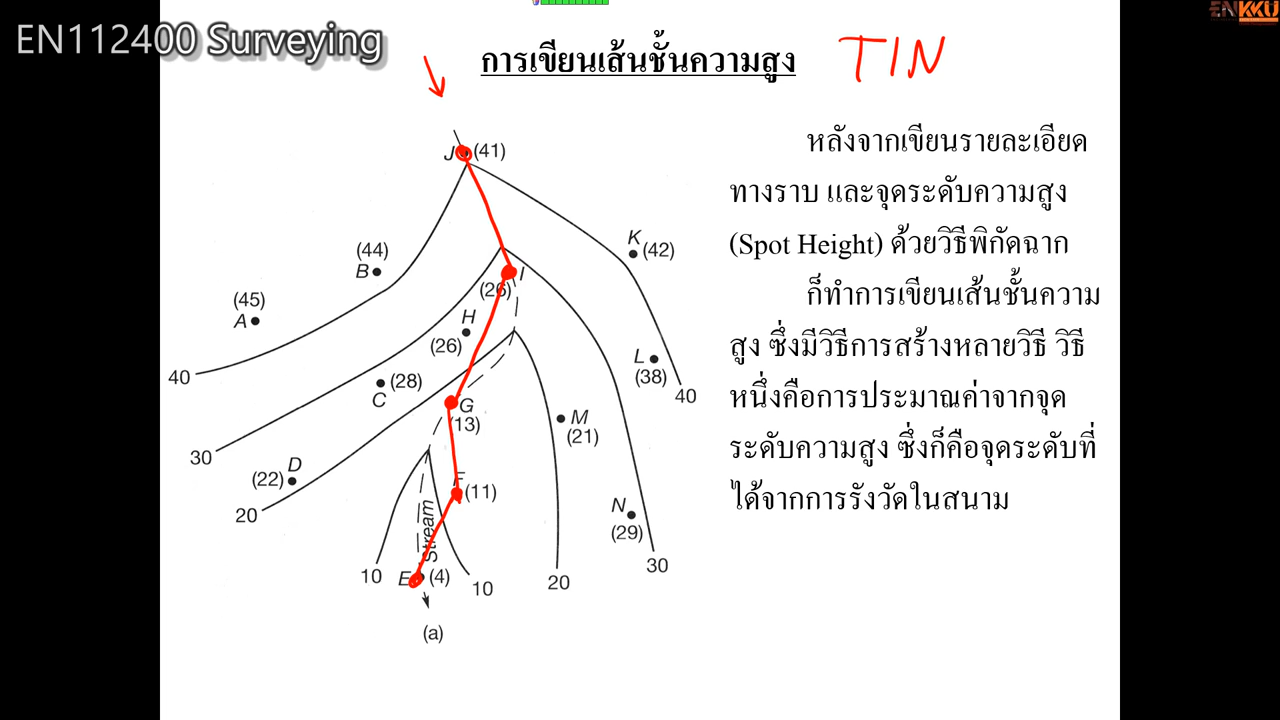 EN112400 Surveying
ENKKU
การเขียนเส้นชั้นความสูง
TIN
หลังจากเขียนรายละเอียด
ทางราบ และจุดระดับความสูง
(Spot Height) ด้วยวิธีพิกัดฉาก
ก็ทำการเขียนเส้นชั้นความ
สูง ซึ่งมีวิธีการสร้างหลายวิธี วิธี
หนึ่งคือการประมาณค่าจากจุด
ระดับความสูง ซึ่งก็คือจุดระดับที่
ได้จากการรังวัดในสนาม
J (41)
K (42)
(44)
B
(45)
A
I
(26)
H
(26)
L
(38)
(28)
C
40
40
G
(13)
M
(21)
30
D
(22)
20
F
(11)
N
(29)
Stream
10
E (4)
10
20
30
(a)